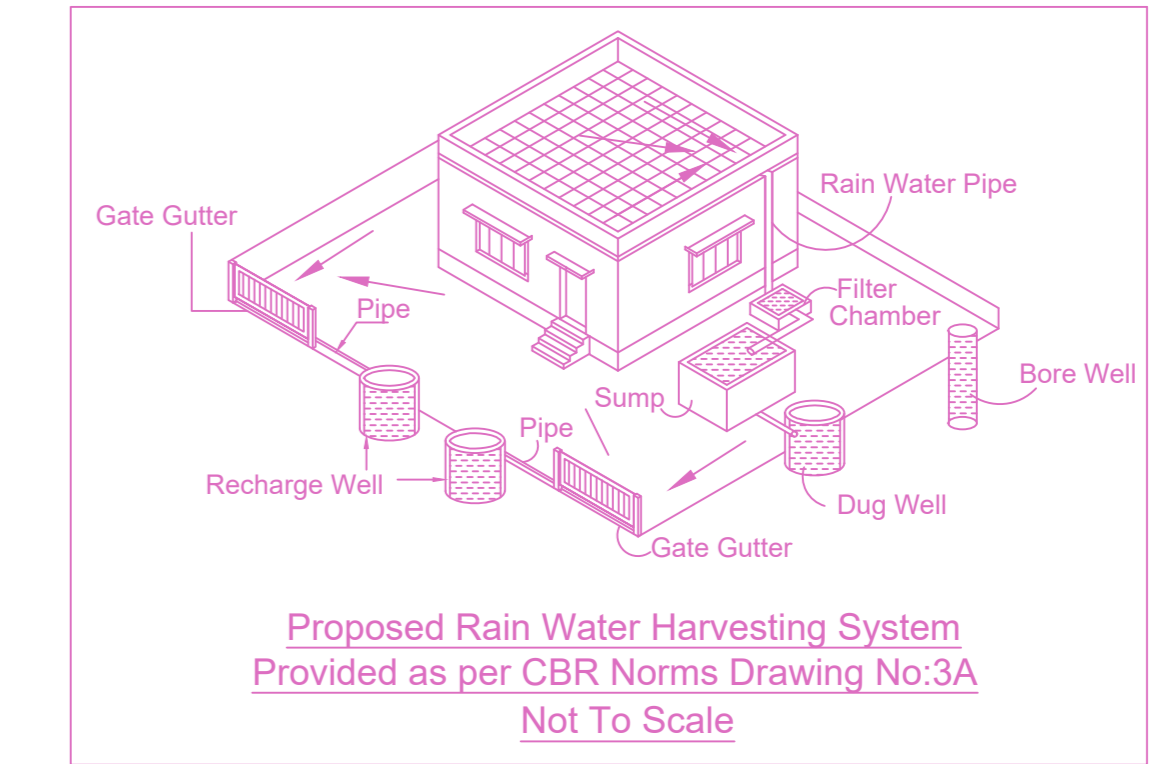 Rain Water Pipe
Gate Gutter
Filter
Chamber
Pipe
Bore Well
Sump
Pipe
Recharge Well
Dug Well
Gate Gutter
Proposed Rain Water Harvesting System
Provided as per CBR Norms Drawing No:3A
Not To Scale